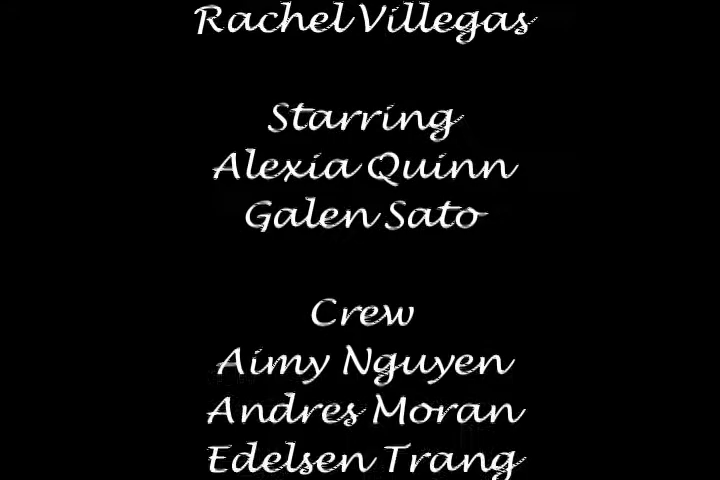 Rachel Villegas
Starring
Alexia Quinn
Galen Sato
Crew
Aimy Nguyen
Andres Moran
Edelsen Trang